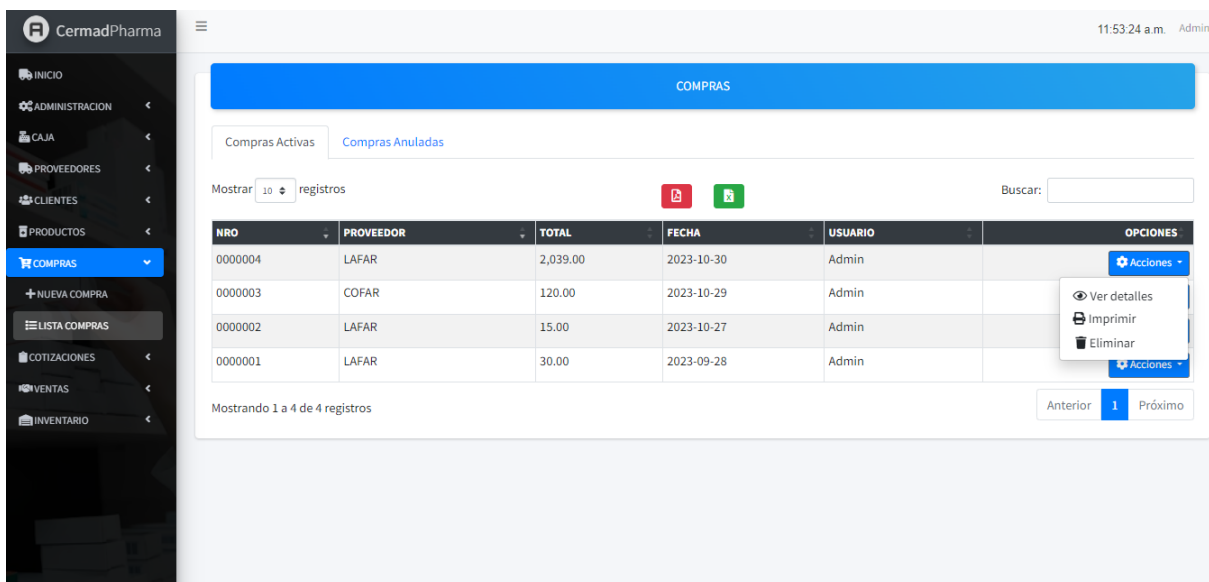 CermadPharma
11:53:24 a.m. Admin
INICIO
ADMINISTRACION
CAJA
PROVEEDORES
CLIENTES
PRODUCTOS
COMPRAS
NUEVA COMPRA
LISTA COMPRAS
COTIZACIONES
VENTAS
INVENTARIO
COMPRAS
Compras Activas Compras Anuladas
Mostrar 10 registros Buscar:
NRO PROVEEDOR TOTAL FECHA USUARIO OPCIONES
0000004 LAFAR 2,039.00 2023-10-30 Admin Acciones
0000003 COFAR 120.00 2023-10-29 Admin
0000002 LAFAR 15.00 2023-10-27 Admin
0000001 LAFAR 30.00 2023-09-28 Admin Acciones
Ver detalles
Imprimir
Eliminar
Mostrando 1 a 4 de 4 registros Anterior 1 Próximo